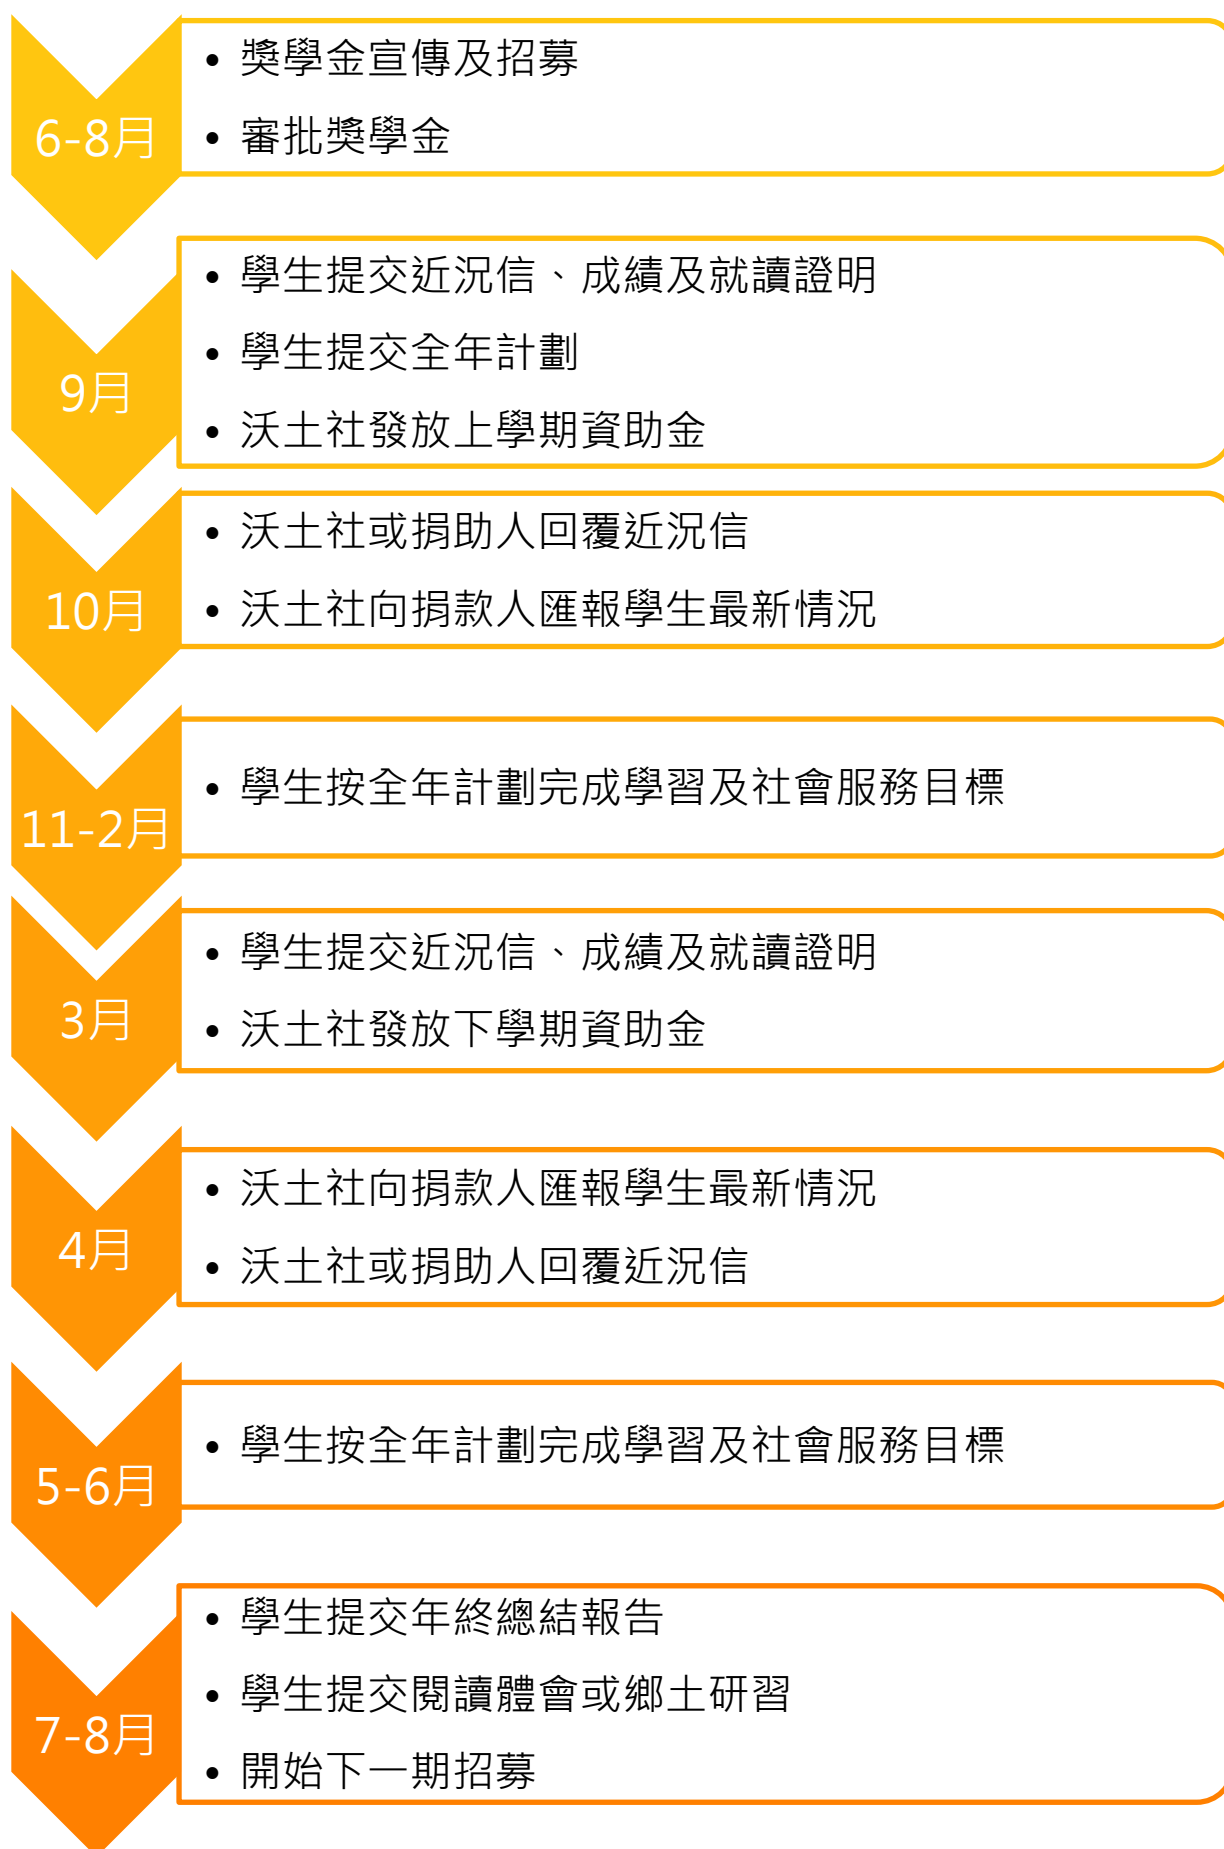 6-8月
• 獎學金宣傳及招募
• 審批獎學金
9月
• 學生提交近況信、成績及就讀證明
• 學生提交全年計劃
• 沃土社發放上學期資助金
10月
• 沃土社或捐助人回覆近況信
• 沃土社向捐款人匯報學生最新情況
11-2月
• 學生按全年計劃完成學習及社會服務目標
3月
• 學生提交近況信、成績及就讀證明
• 沃土社發放下學期資助金
4月
• 沃土社向捐款人匯報學生最新情況
• 沃土社或捐助人回覆近況信
5-6月
• 學生按全年計劃完成學習及社會服務目標
7-8月
• 學生提交年終總結報告
• 學生提交閱讀體會或鄉土研習
• 開始下一期招募